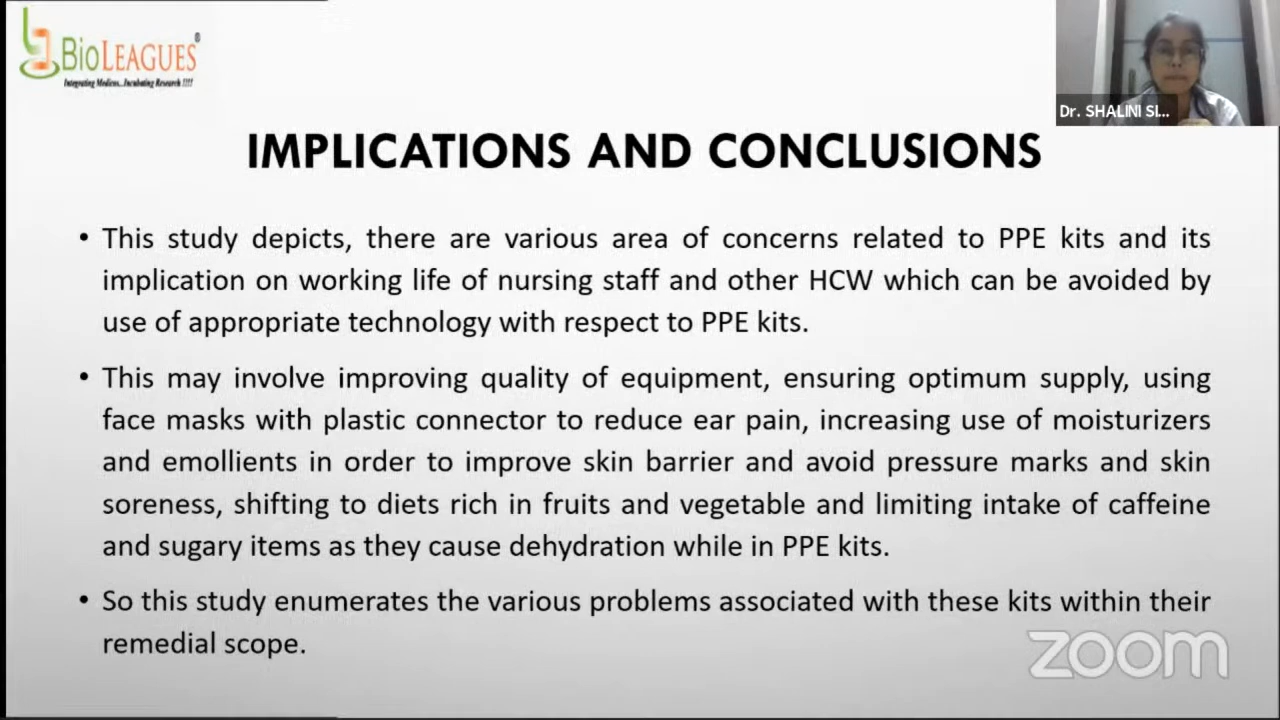 BIOLEAGUES®
Integrating Medicos...Incubating Research !!!!
Dr. SHALINI SI...
IMPLICATIONS AND CONCLUSIONS
• This study depicts, there are various area of concerns related to PPE kits and its
implication on working life of nursing staff and other HCW which can be avoided by
use of appropriate technology with respect to PPE kits.
• This may involve improving quality of equipment, ensuring optimum supply, using
face masks with plastic connector to reduce ear pain, increasing use of moisturizers
and emollients in order to improve skin barrier and avoid pressure marks and skin
soreness, shifting to diets rich in fruits and vegetable and limiting intake of caffeine
and sugary items as they cause dehydration while in PPE kits.
• So this study enumerates the various problems associated with these kits within their
remedial scope.
zoom